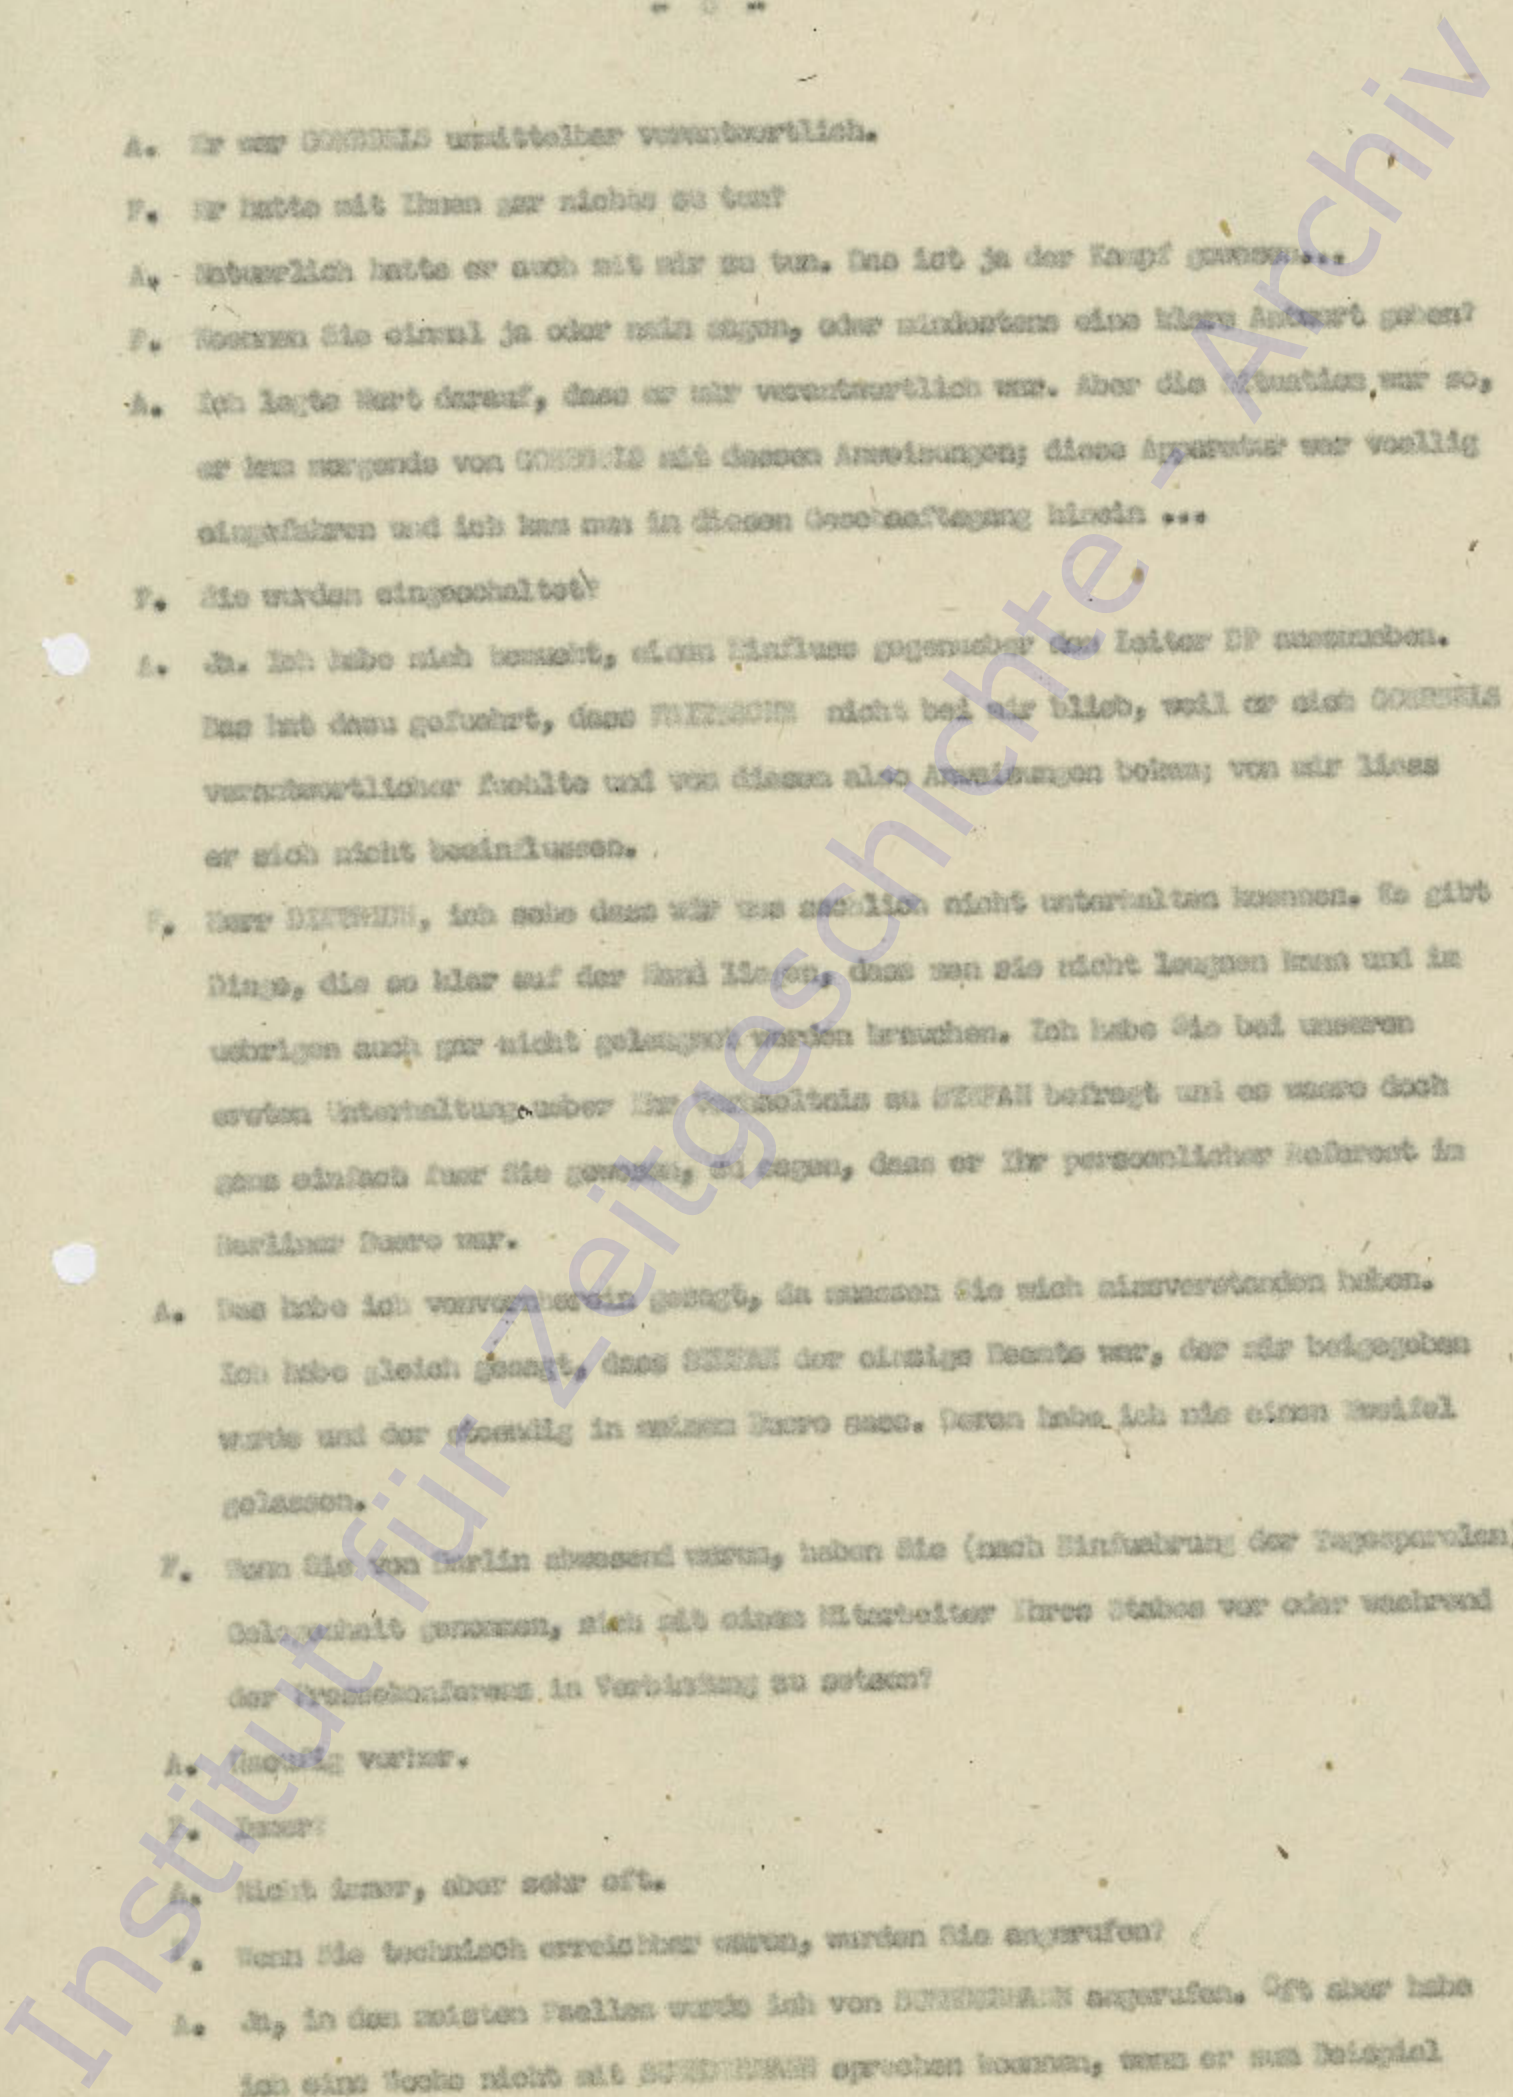 - 8 -
A. Er war GOEBBELS unmittelbar verantwortlich.
F. Er hatte mit Ihnen gar nichts zu tun?
A. Natuerlich hatte er auch mit mir zu tun. Das ist ja der Kampf gewesen...
F. Koennen Sie einmal ja oder nein sagen, oder mindestens eine klare Antwort geben?
A. Ich legte Wert darauf, dass er mir verantwortlich war. Aber die Situation war so,
er kam morgends von GOEBBELS mit dessen Anweisungen; diese Apparatur war voellig
eingefahren und ich kam nun in diesen Geschaeftsgang hinein ...
F. Sie wurden eingeschaltet?
A. Ja. Ich habe mich bemueht, einen Einfluss gegenueber dem Leiter DP auszuueben.
Das hat dazu gefuehrt, dass FRITZSCHE nicht bei mir blieb, weil er sich GOEBBELS
verantwortlicher fuehlte und von diesem also Anweisungen bekam; von mir liess
er sich nicht beeinflussen.
F. Herr DIETRICH, ich sehe dass wir uns sachlich nicht unterhalten koennen. Es gibt
Dinge, die so klar auf der Hand liegen, dass man sie nicht leugnen kann und im
uebrigen auch gar nicht geleugnet werden brauchen. Ich habe Sie bei unseren
ersten Unterhaltung ueber Ihr Verhaeltnis zu STEFAN befragt und es waere doch
ganz einfach fuer Sie gewesen, zu sagen, dass er Ihr persoenlicher Referent im
Berliner Buero war.
A. Das habe ich vonvornherein gesagt, da muessen Sie mich missverstanden haben.
Ich habe gleich gesagt, dass STEFAN der einzige Beamte war, der mir beigegeben
wurde und der staendig in meinem Buero sass. Daran habe ich nie einen Zweifel
gelassen.
F. Wenn Sie von Berlin abwesend waren, haben Sie (nach Einfuehrung der Tagesparolen)
Gelegenheit genommen, sich mit einem Mitarbeiter Ihres Stabes vor oder waehrend
der Pressekonferenz in Verbindung zu setzen?
A. Haeufig vorher.
F. Immer?
A. Nicht immer, aber sehr oft.
F. Wenn Sie technisch erreichbar waren, wurden Sie angerufen?
A. Ja, in den meisten Faellen wurde ich von SUENDERMANN angerufen. Oft aber habe
ich eine Woche nicht mit SUENDERMANN sprechen koennen, wenn er zum Beispiel
Institut für Zeitgeschichte - Archiv